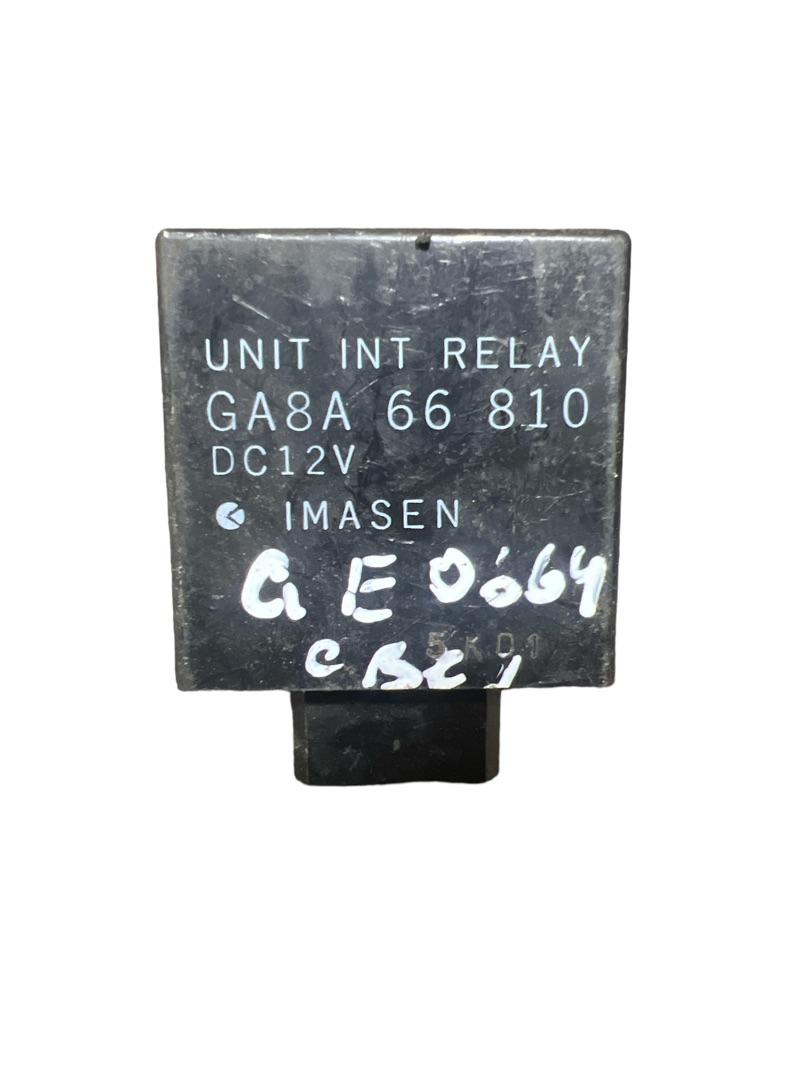 UNIT INT RELAY
GA8A 66 810
DC12V
IMASEN
GE 0664
5K01